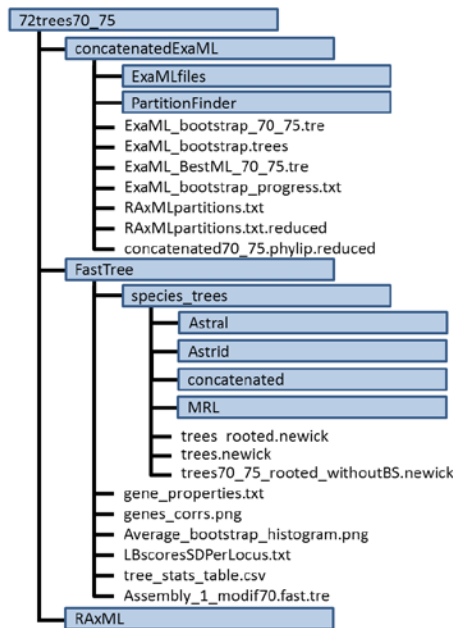 72trees70_75
concatenatedExaML
ExaMLfiles
PartitionFinder
ExaML_bootstrap_70_75.tre
ExaML_bootstrap.trees
ExaML_BestML_70_75.tre
ExaML_bootstrap_progress.txt
RAxMLpartitions.txt
RAxMLpartitions.txt.reduced
concatenated70_75.phylip.reduced
FastTree
species_trees
Astral
Astrid
concatenated
MRL
trees_rooted.newick
trees.newick
trees70_75_rooted_withoutBS.newick
gene_properties.txt
genes_corrs.png
Average_bootstrap_histogram.png
LBscoresSDPerLocus.txt
tree_stats_table.csv
Assembly_1_modif70.fast.tre
RAxML